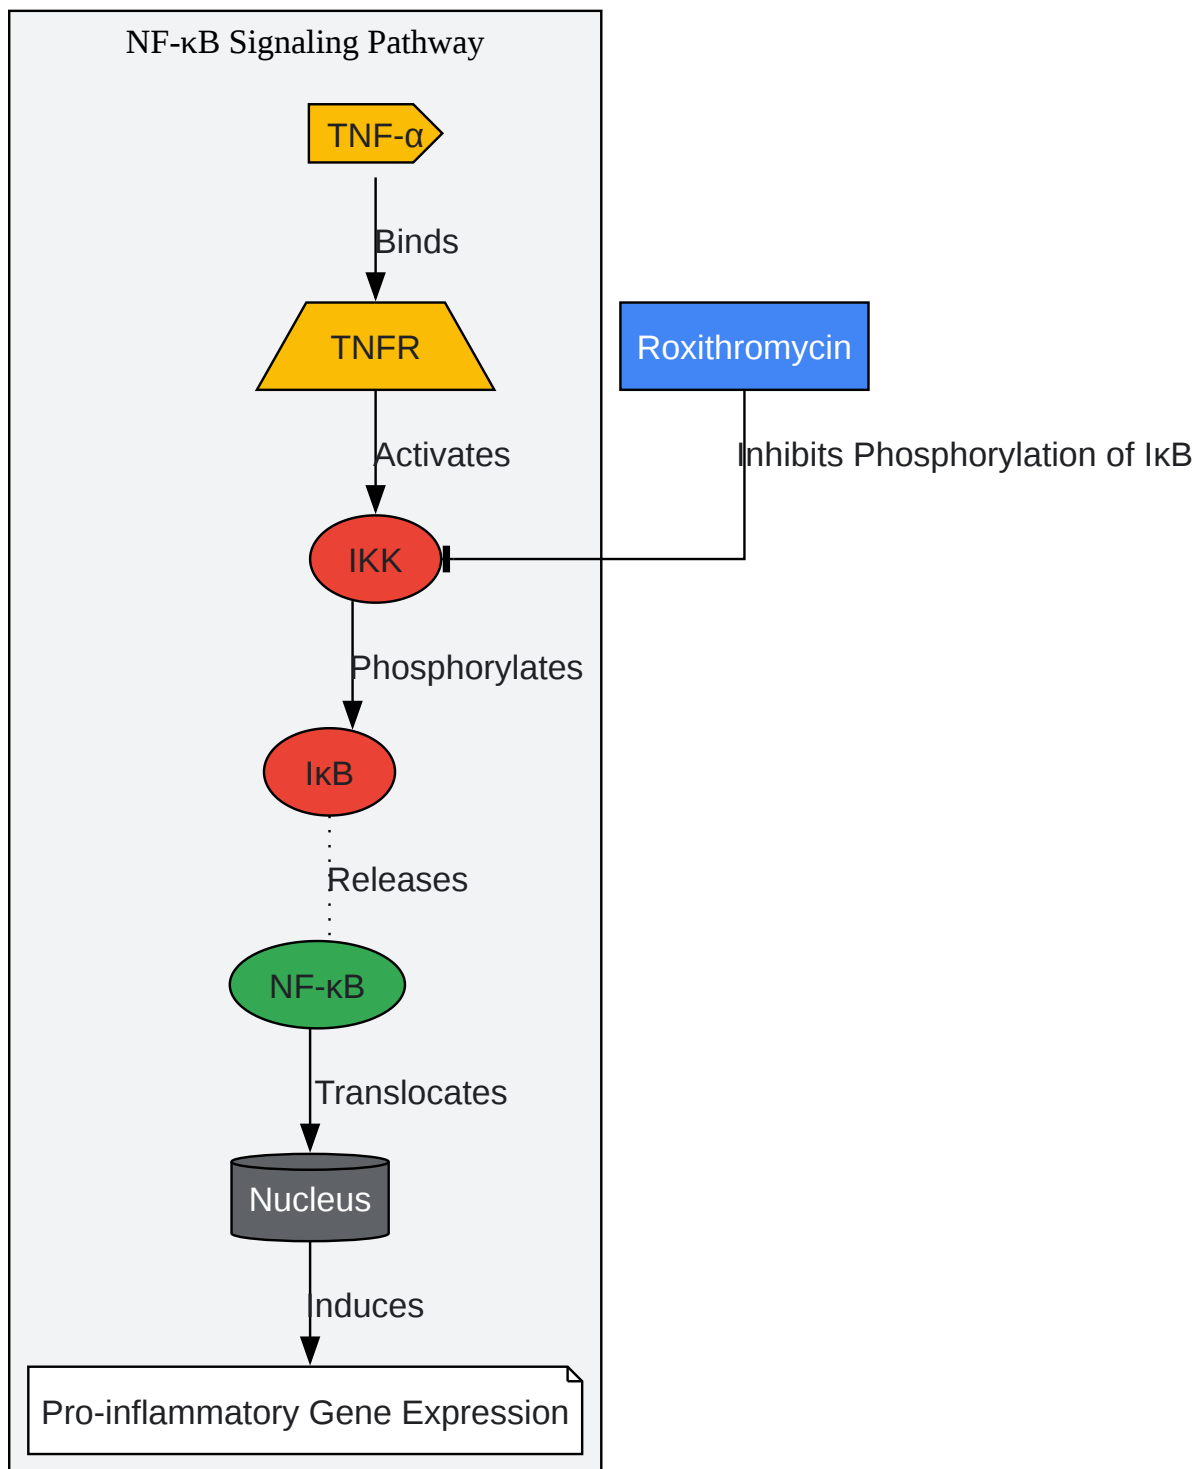 NF-κB Signaling Pathway
TNF-α
Binds
TNFR
Roxithromycin
Activates
Inhibits Phosphorylation of IκB
IKK
Phosphorylates
IκB
Releases
NF-κB
Translocates
Nucleus
Induces
Pro-inflammatory Gene Expression